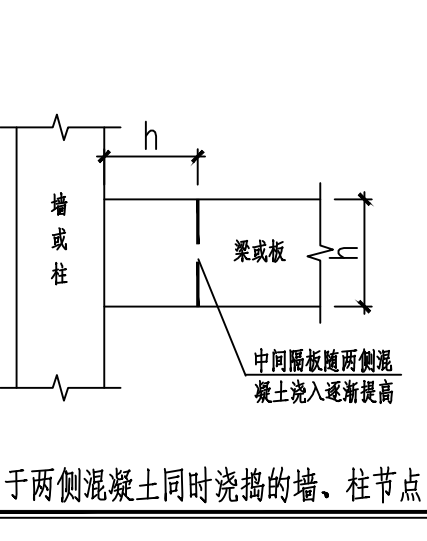 h
墙
或
柱
梁或板
h
中间隔板随两侧混
凝土浇入逐渐提高
于两侧混凝土同时浇捣的墙、柱节点